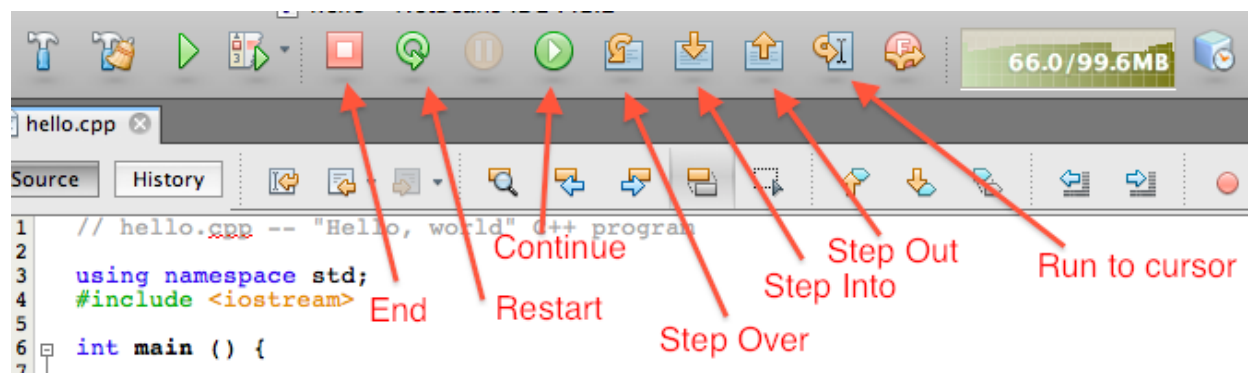 66.0/99.6MB
hello.cpp
Source History
1 // hello.cpp -- "Hello, world" C++ program
2
3 using namespace std;
4 #include <iostream>
5
6 int main () {
7
End
Restart
Continue
Step Over
Step Into
Step Out
Run to cursor